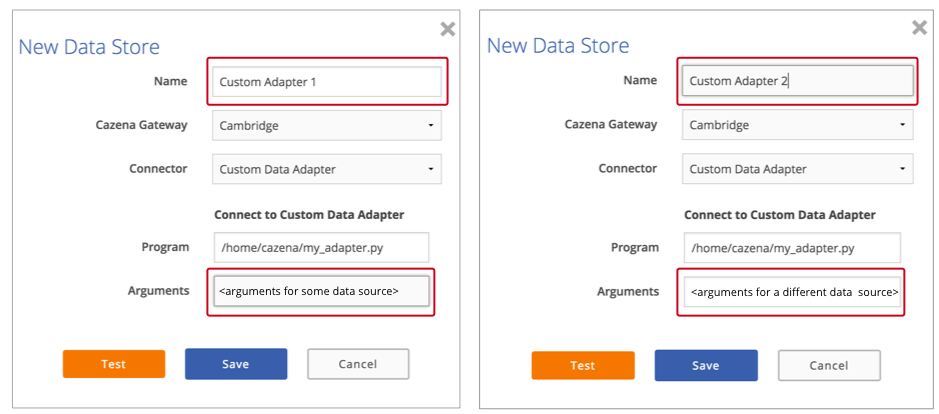 New Data Store
Name Custom Adapter 1
Cazena Gateway Cambridge
Connector Custom Data Adapter
Connect to Custom Data Adapter
Program /home/cazena/my_adapter.py
Arguments <arguments for some data source>
Test Save Cancel
New Data Store
Name Custom Adapter 2
Cazena Gateway Cambridge
Connector Custom Data Adapter
Connect to Custom Data Adapter
Program /home/cazena/my_adapter.py
Arguments <arguments for a different data source>
Test Save Cancel